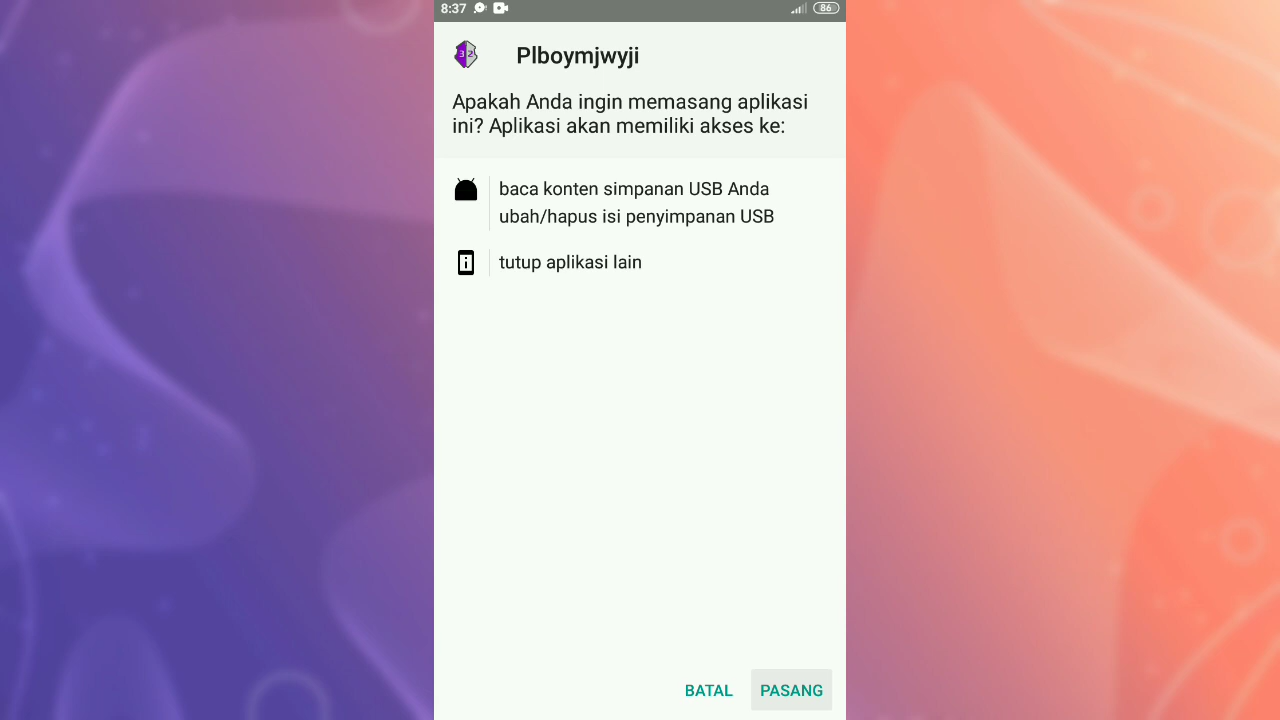 8:37
86
32
Plboymjwyji
Apakah Anda ingin memasang aplikasi
ini? Aplikasi akan memiliki akses ke:
baca konten simpanan USB Anda
ubah/hapus isi penyimpanan USB
tutup aplikasi lain
BATAL
PASANG